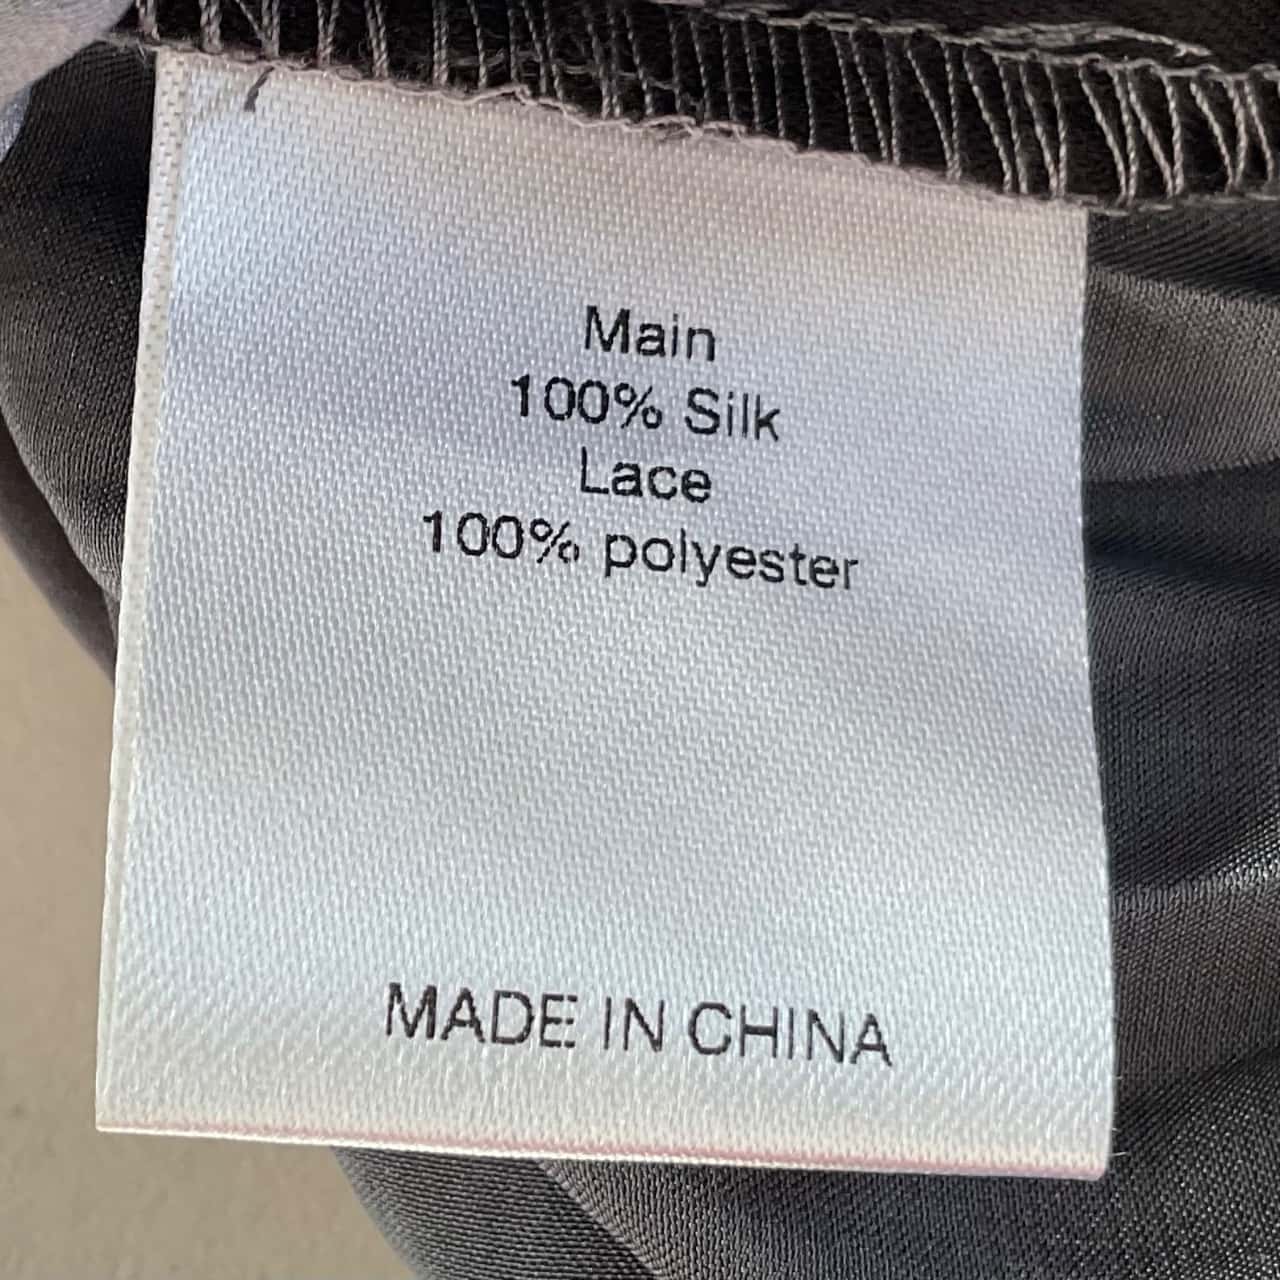 Main
100% Silk
Lace
100% polyester
MADE IN CHINA